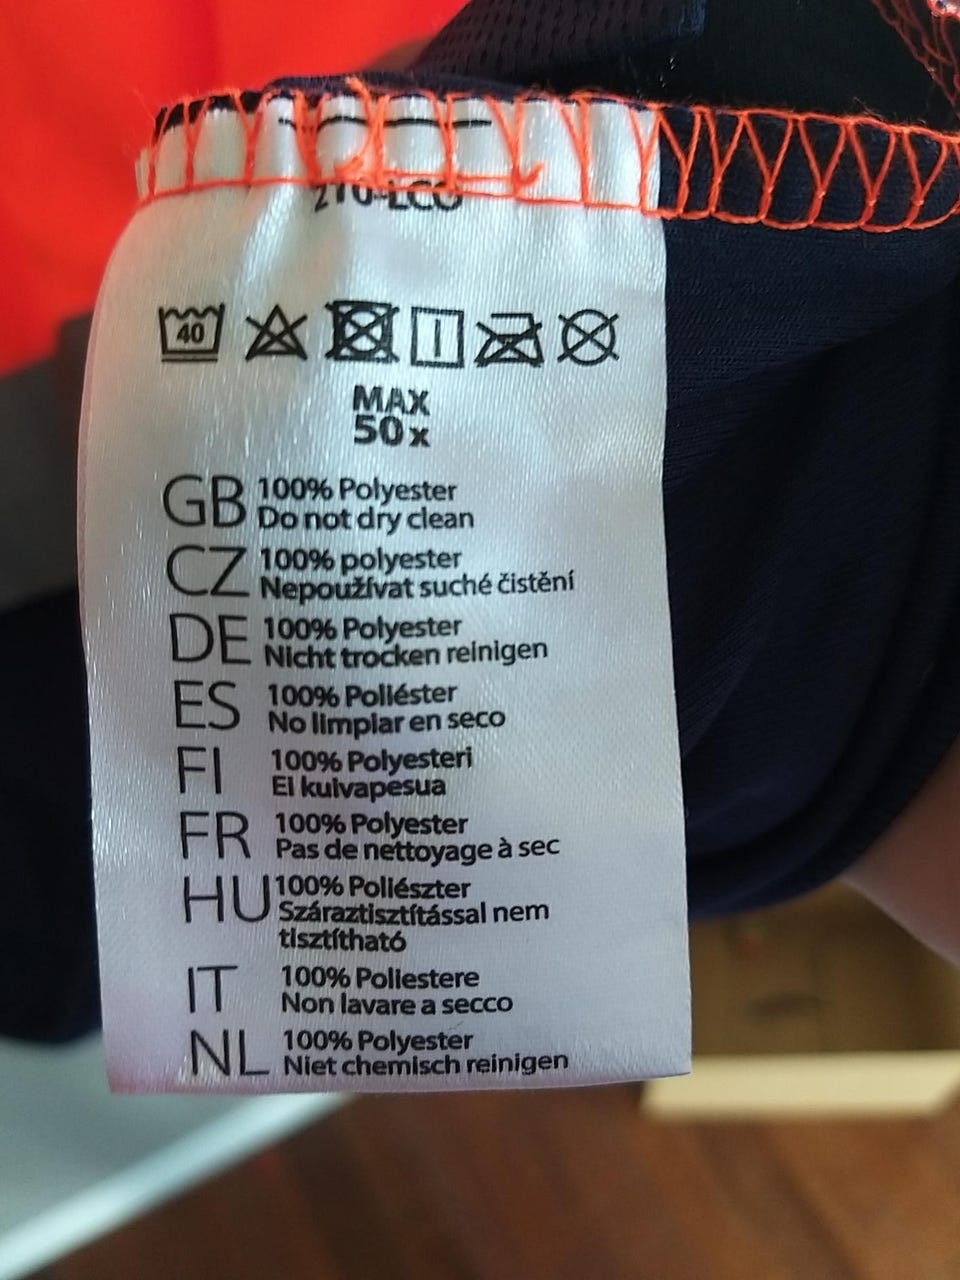 40
MAX
50x
GB 100% Polyester
Do not dry clean
CZ 100% polyester
Nepoužívat suché čistění
DE 100% Polyester
Nicht trocken reinigen
ES 100% Poliéster
No limpiar en seco
FI 100% Polyesteri
Ei kuivapesua
FR 100% Polyester
Pas de nettoyage à sec
HU 100% Poliészter
Száraztisztítással nem
tisztítható
IT 100% Poliestere
Non lavare a secco
NL 100% Polyester
Niet chemisch reinigen